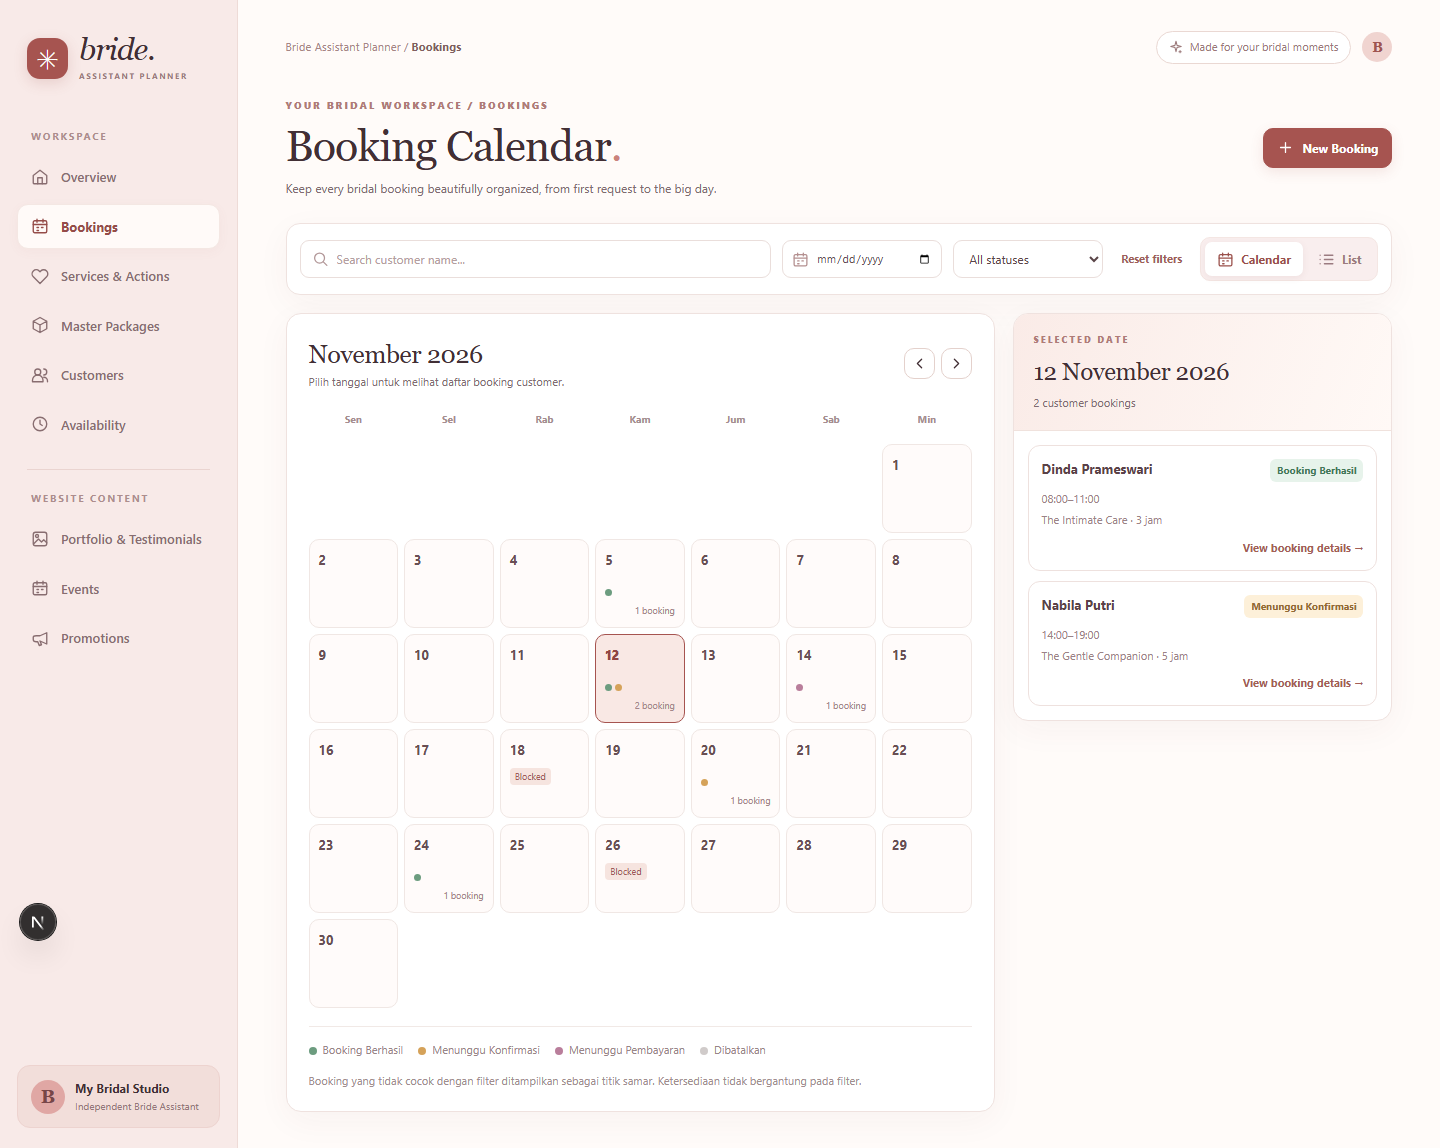 bride.
ASSISTANT PLANNER
WORKSPACE
Overview
Bookings
Services & Actions
Master Packages
Customers
Availability
WEBSITE CONTENT
Portfolio & Testimonials
Events
Promotions
N
B
My Bridal Studio
Independent Bride Assistant
Bride Assistant Planner / Bookings
Made for your bridal moments
B
YOUR BRIDAL WORKSPACE / BOOKINGS
Booking Calendar.
Keep every bridal booking beautifully organized, from first request to the big day.
New Booking
Search customer name...
mm/dd/yyyy
All statuses
Reset filters
Calendar
List
November 2026
Pilih tanggal untuk melihat daftar booking customer.
Sen Sel Rab Kam Jum Sab Min
1
2 3 4 5 6 7 8
1 booking
9 10 11 12 13 14 15
2 booking 1 booking
16 17 18 19 20 21 22
Blocked
1 booking
23 24 25 26 27 28 29
Blocked
1 booking
30
Booking Berhasil Menunggu Konfirmasi Menunggu Pembayaran Dibatalkan
Booking yang tidak cocok dengan filter ditampilkan sebagai titik samar. Ketersediaan tidak bergantung pada filter.
SELECTED DATE
12 November 2026
2 customer bookings
Dinda Prameswari
Booking Berhasil
08:00–11:00
The Intimate Care · 3 jam
View booking details →
Nabila Putri
Menunggu Konfirmasi
14:00–19:00
The Gentle Companion · 5 jam
View booking details →